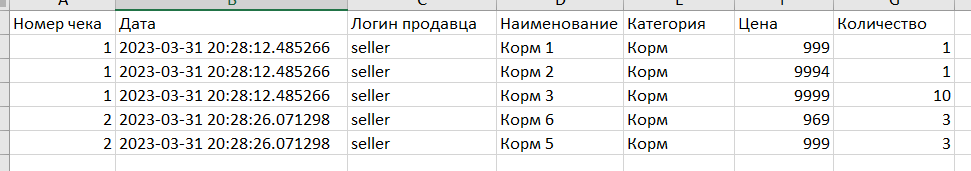 Номер чека Дата Логин продавца Наименование Категория Цена Количество
1 2023-03-31 20:28:12.485266 seller Корм 1 Корм 999 1
1 2023-03-31 20:28:12.485266 seller Корм 2 Корм 9994 1
1 2023-03-31 20:28:12.485266 seller Корм 3 Корм 9999 10
2 2023-03-31 20:28:26.071298 seller Корм 6 Корм 969 3
2 2023-03-31 20:28:26.071298 seller Корм 5 Корм 999 3